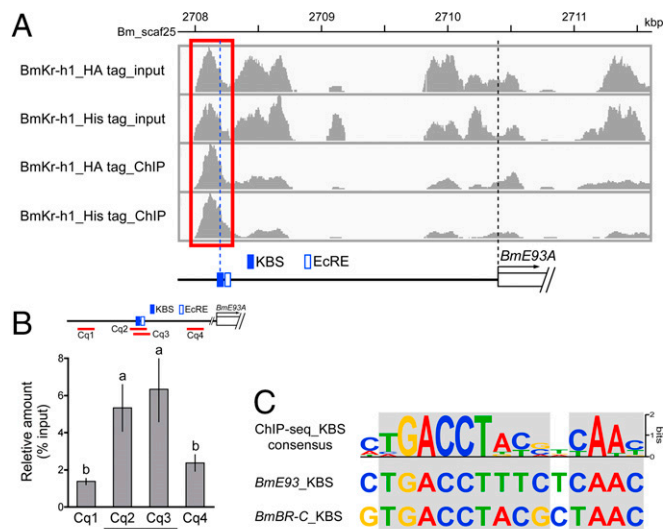 A
2708 2709 2710 2711 kbp
Bm_scaf25
BmKr-h1_HA tag_input
BmKr-h1_His tag_input
BmKr-h1_HA tag_ChIP
BmKr-h1_His tag_ChIP
KBS EcRE BmE93A
B
KBS EcRE BmE93A
Cq1 Cq2 Cq3 Cq4
Reletive amount
(% input)
8
6
4
2
0
b a a b
Cq1 Cq2 Cq3 Cq4
C
ChIP-seq_KBS
consensus
CTGACCTACG CAAC
2
1
0
bits
BmE93_KBS CTGACCTTTCTCAAC
BmBR-C_KBS GTGACCTACGCTAAC